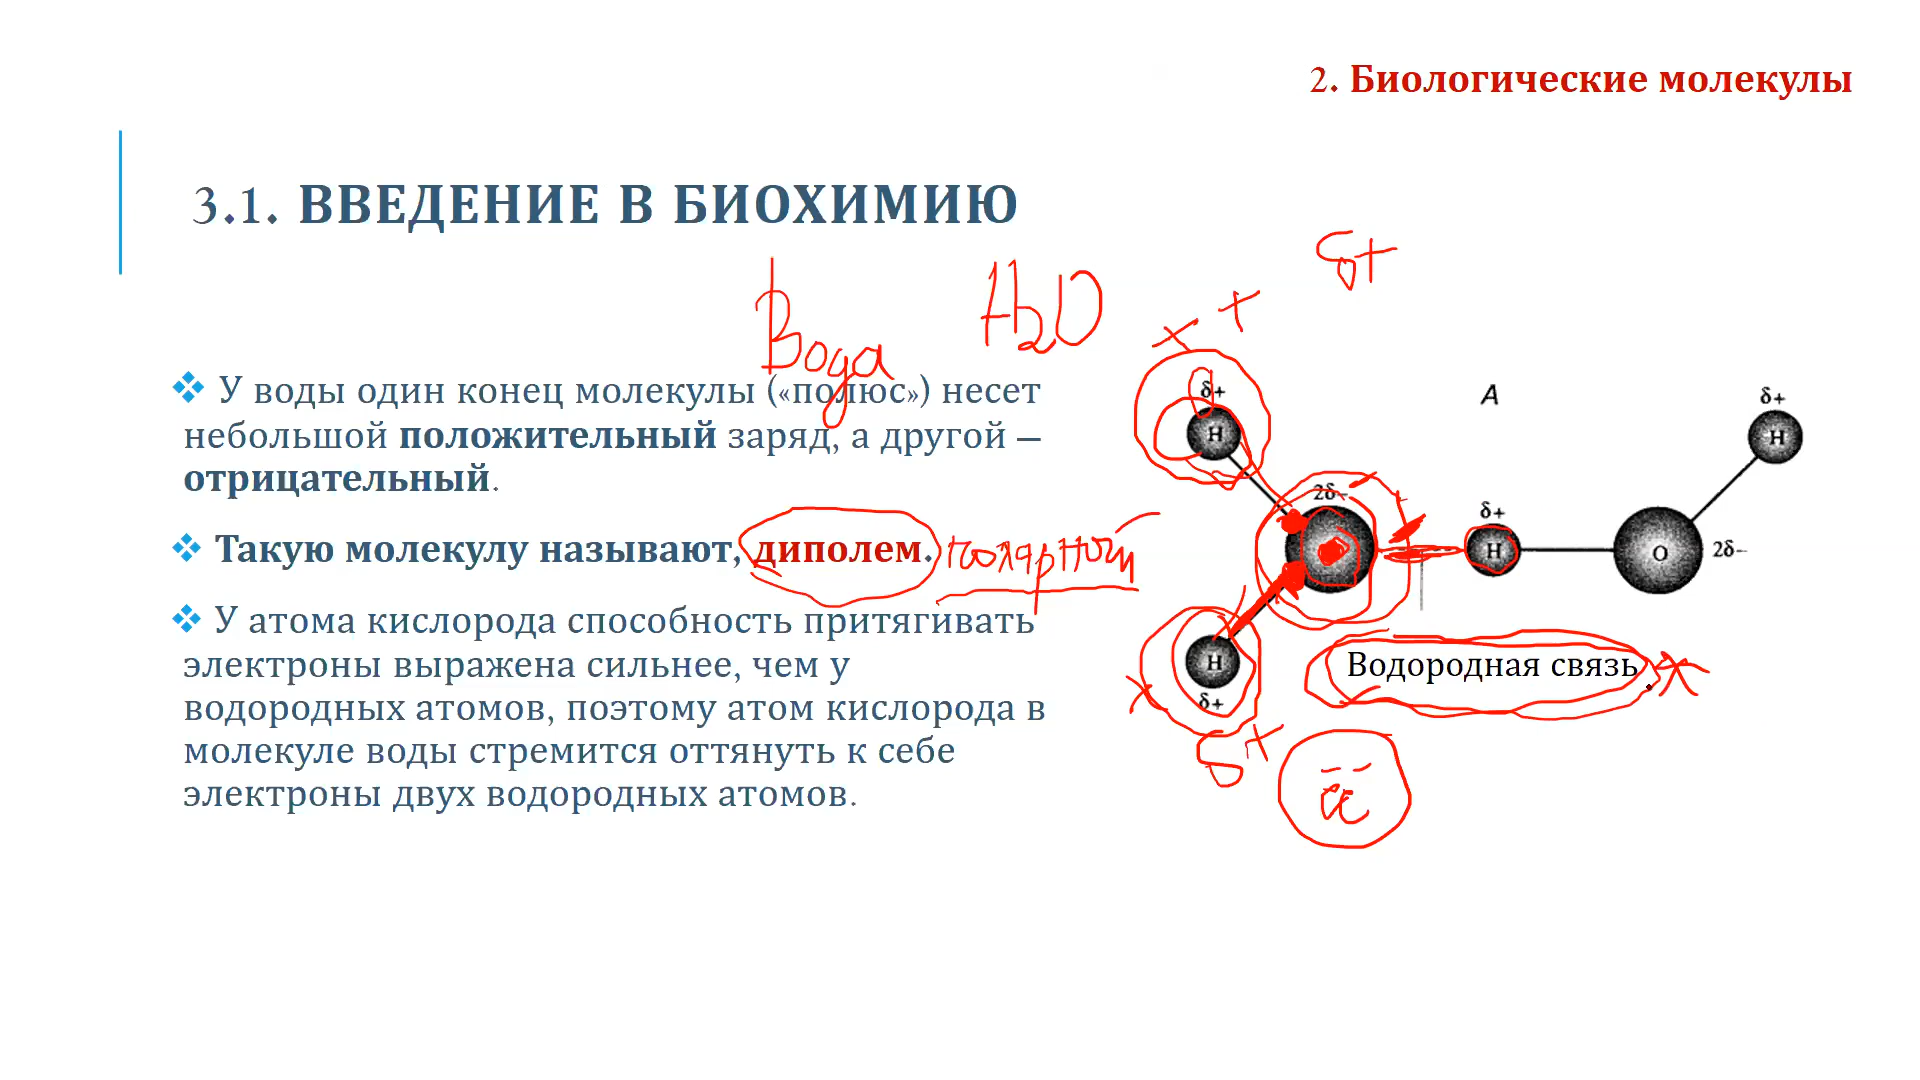 2. Биологические молекулы
3.1. ВВЕДЕНИЕ В БИОХИМИЮ
δ+
Вода
H2O
У воды один конец молекулы («полюс») несет
небольшой положительный заряд, а другой —
отрицательный.
Такую молекулу называют, диполем. полярной
У атома кислорода способность притягивать
электроны выражена сильнее, чем у
водородных атомов, поэтому атом кислорода в
молекуле воды стремится оттянуть к себе
электроны двух водородных атомов.
+ +
δ+
H
A
δ+
H
2δ-
δ+
H
O
2δ-
H
δ+
Водородная связь
δ+